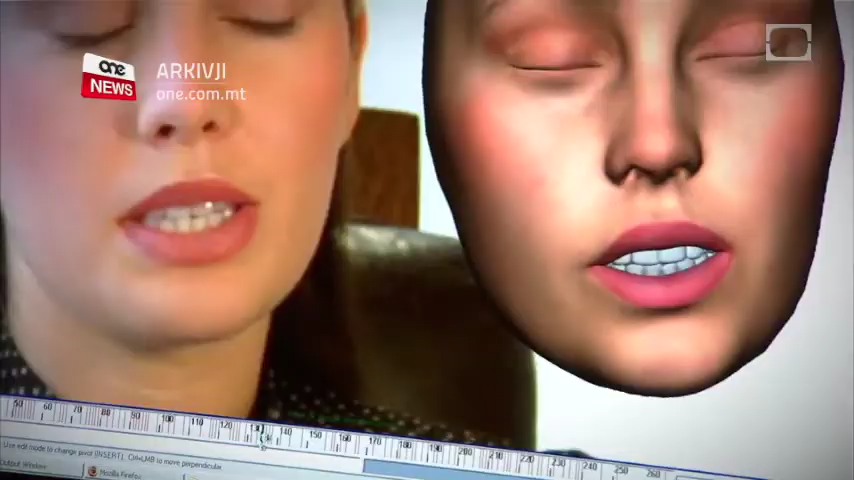 one
NEWS
ARKIVJI
one.com.mt
50 60 70 80 90 100 110 120 130 140 150 160 170 180 190 200 210 220 230 240 250 260
Use edit mode to change pivot (INSERT). Ctrl+LMB to move perpendicular
Output Window
Mozilla Firefox